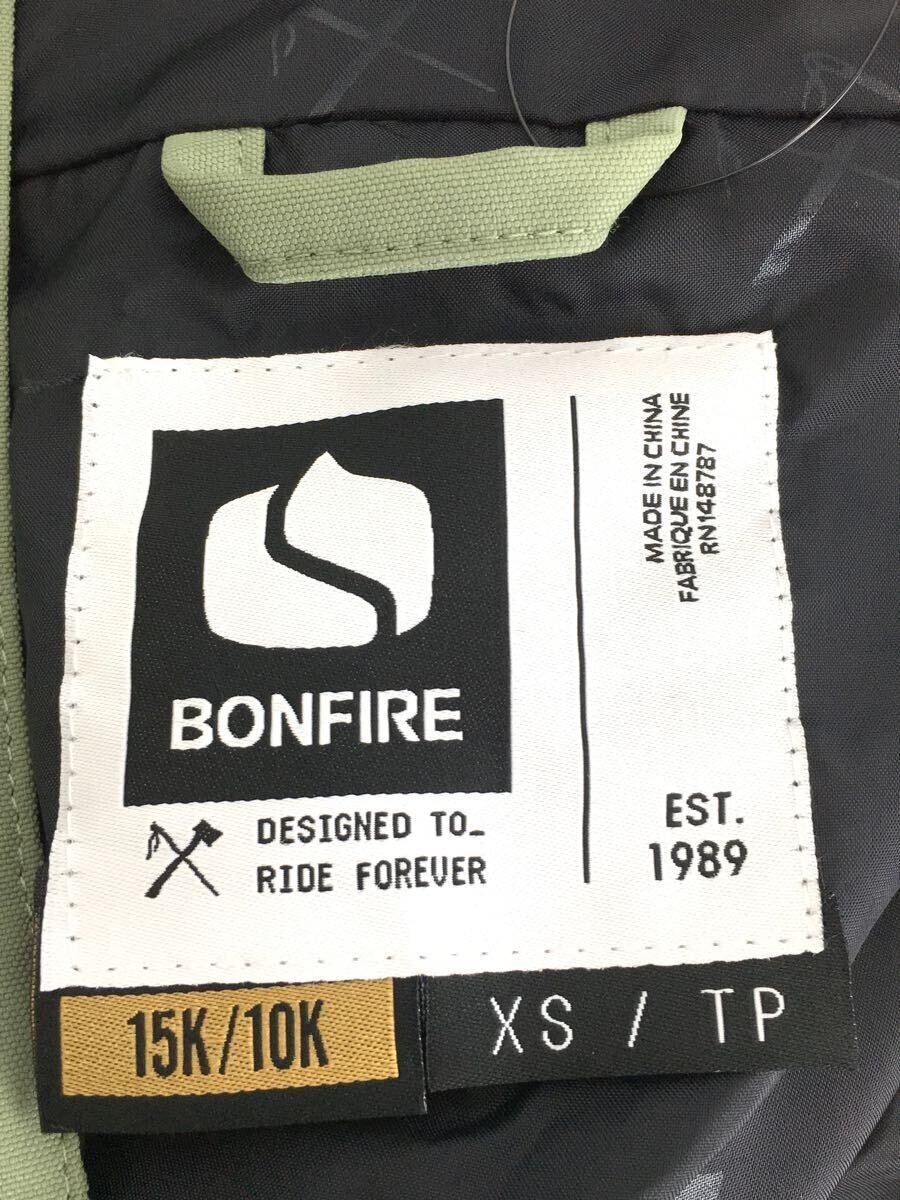 BONFIRE
DESIGNED TO_
RIDE FOREVER
MADE IN CHINA
FABRIQUE EN CHINE
RN148787
EST.
1989
15K/10K
XS / TP